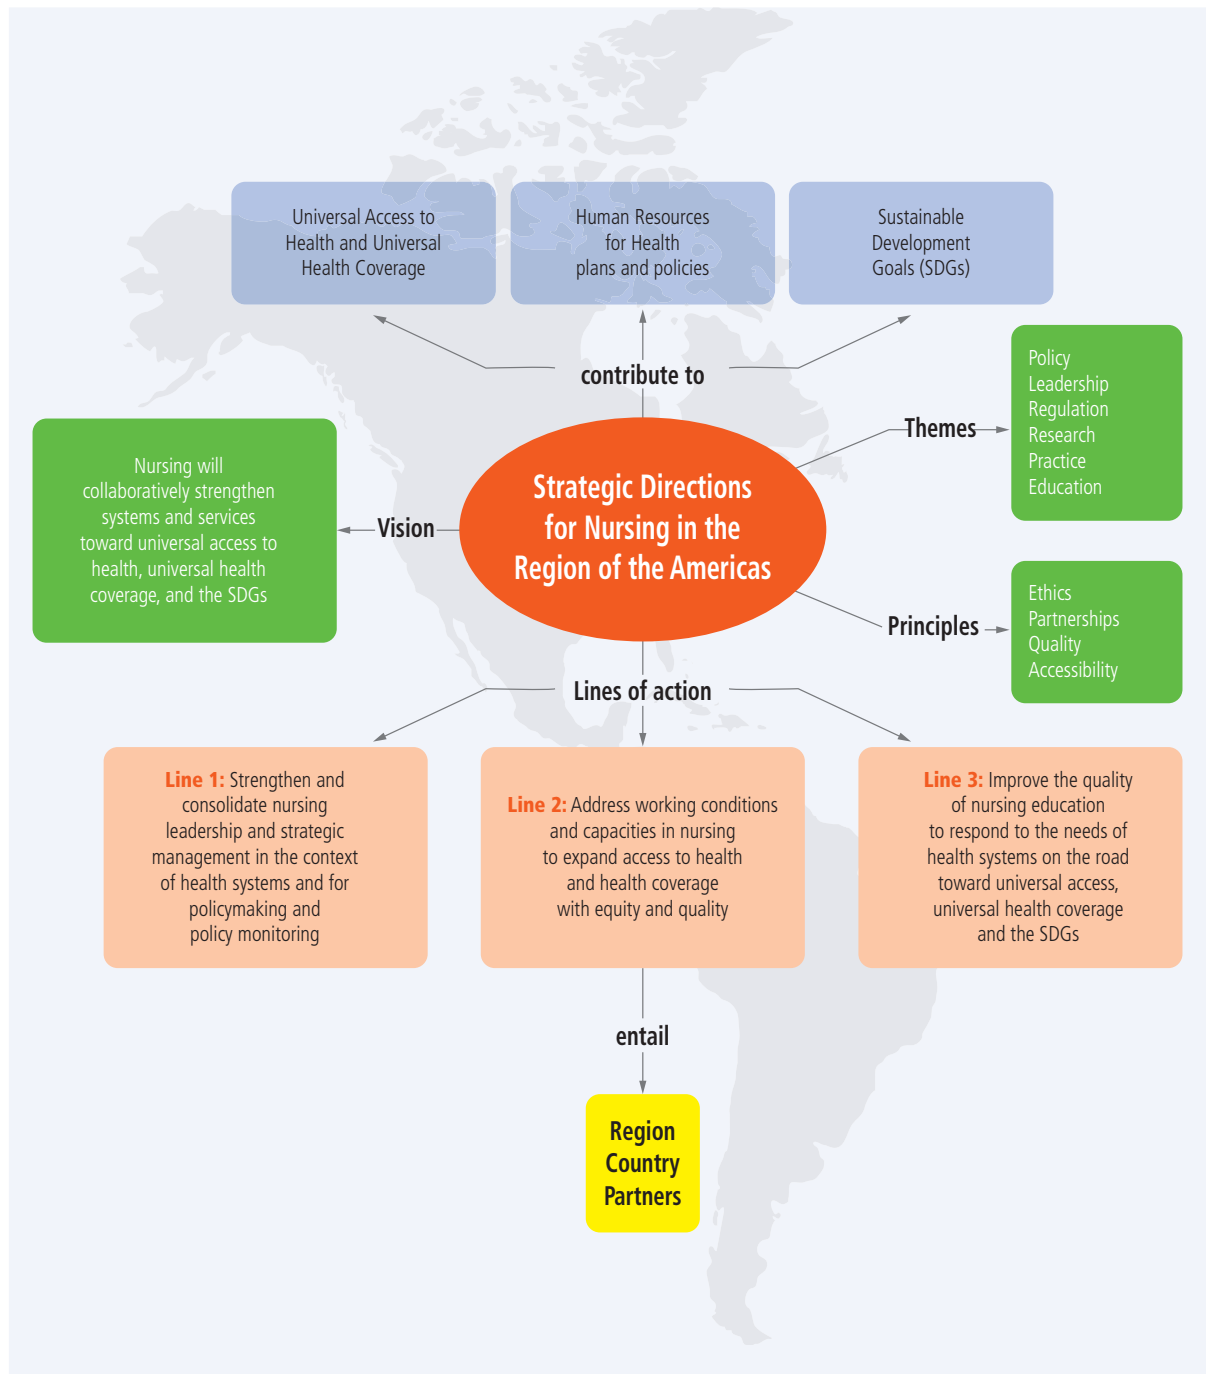 Universal Access to
Health and Universal
Health Coverage
Human Resources
for Health
plans and policies
Sustainable
Development
Goals (SDGs)
contribute to
Themes
Policy
Leadership
Regulation
Research
Practice
Education
Nursing will
collaboratively strengthen
systems and services
toward universal access to
health, universal health
coverage, and the SDGs
Vision
Strategic Directions
for Nursing in the
Region of the Americas
Principles
Ethics
Partnerships
Quality
Accessibility
Lines of action
Line 1: Strengthen and
consolidate nursing
leadership and strategic
management in the context
of health systems and for
policymaking and
policy monitoring
Line 2: Address working conditions
and capacities in nursing
to expand access to health
and health coverage
with equity and quality
Line 3: Improve the quality
of nursing education
to respond to the needs of
health systems on the road
toward universal access,
universal health coverage
and the SDGs
entail
Region
Country
Partners